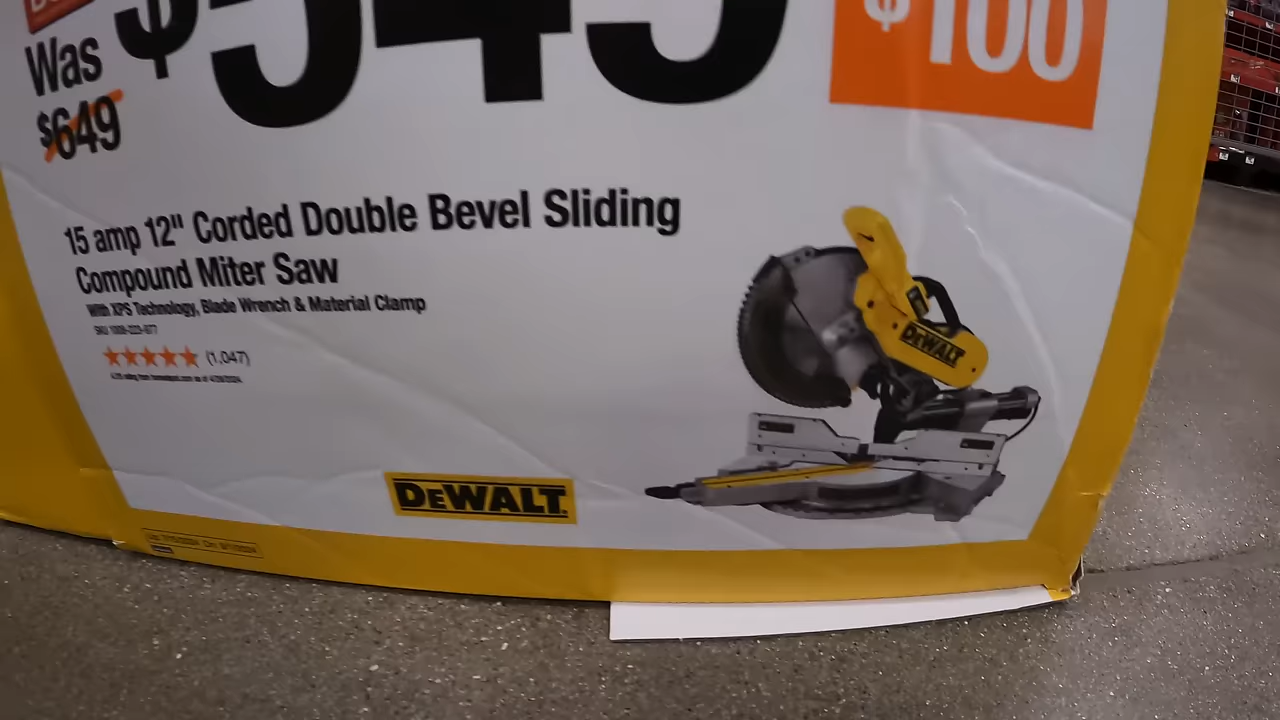 Was
$649
$549
$100
15 amp 12" Corded Double Bevel Sliding
Compound Miter Saw
With XPS Technology, Blade Wrench & Material Clamp
(1,047)
DEWALT
DEWALT